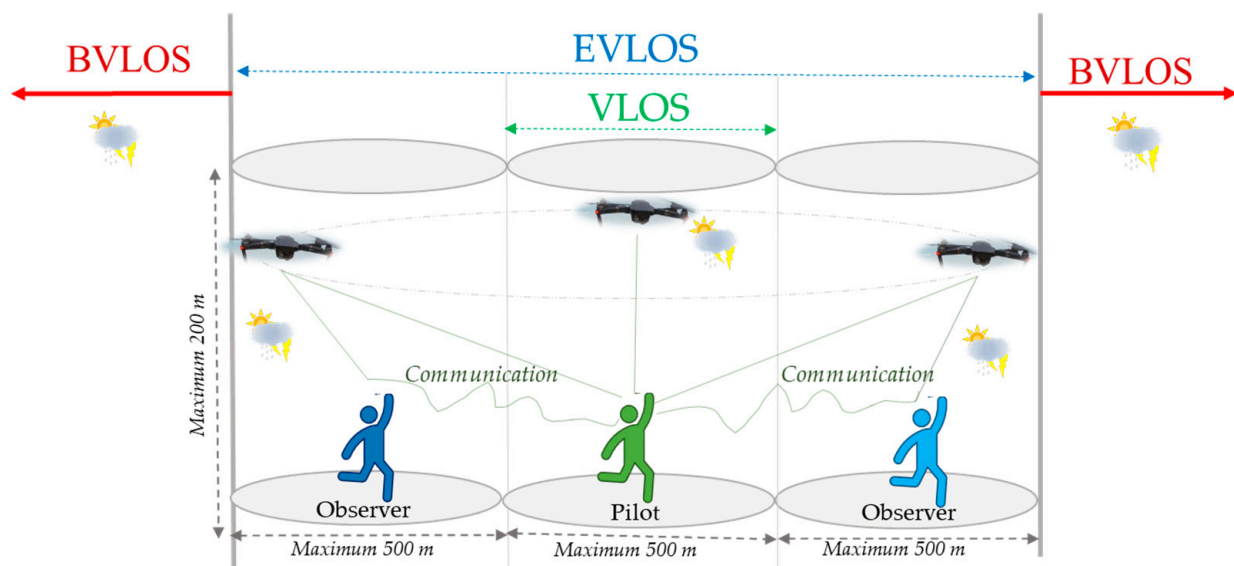 EVLOS
BVLOS
BVLOS
VLOS
Maximum 200 m
Communication
Communication
Observer
Pilot
Observer
Maximum 500 m
Maximum 500 m
Maximum 500 m